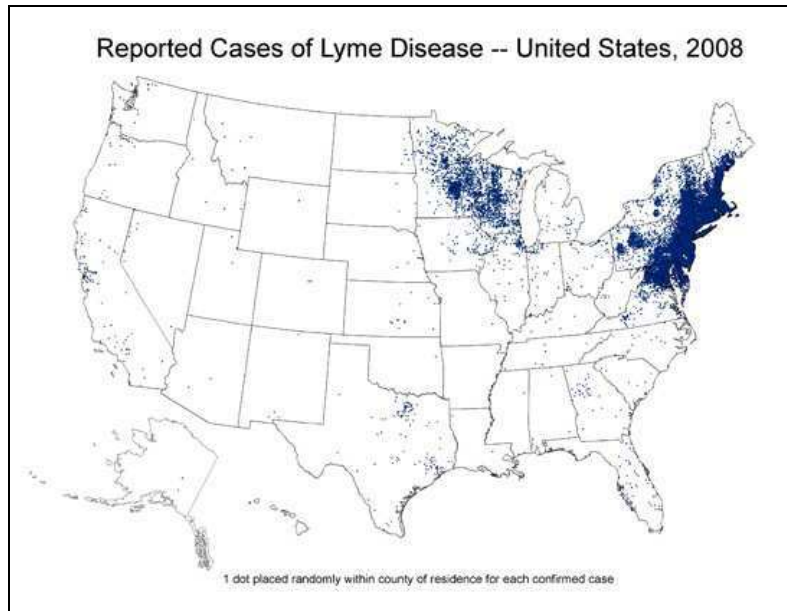 Reported Cases of Lyme Disease -- United States, 2008
1 dot placed randomly within county of residence for each confirmed case